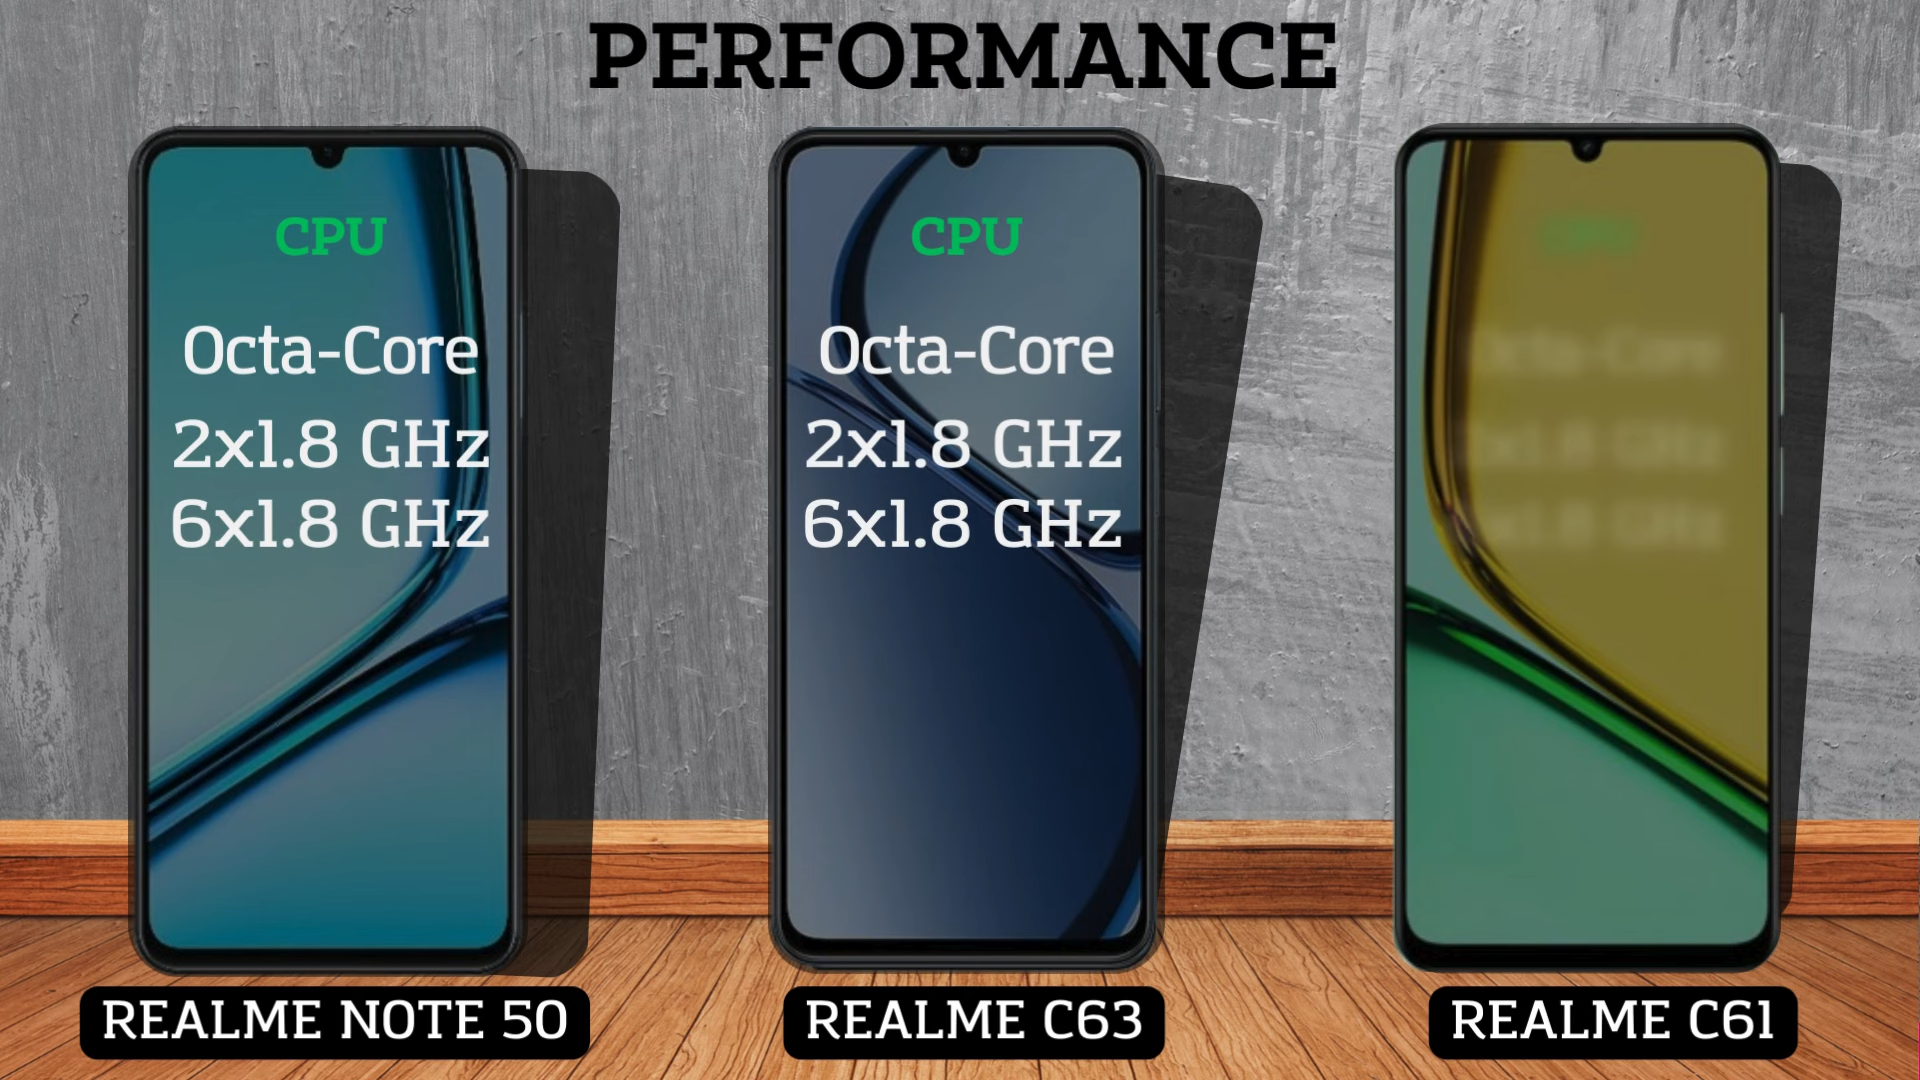 PERFORMANCE
CPU
Octa-Core
2x1.8 GHz
6x1.8 GHz
REALME NOTE 50
CPU
Octa-Core
2x1.8 GHz
6x1.8 GHz
REALME C63
REALME C61